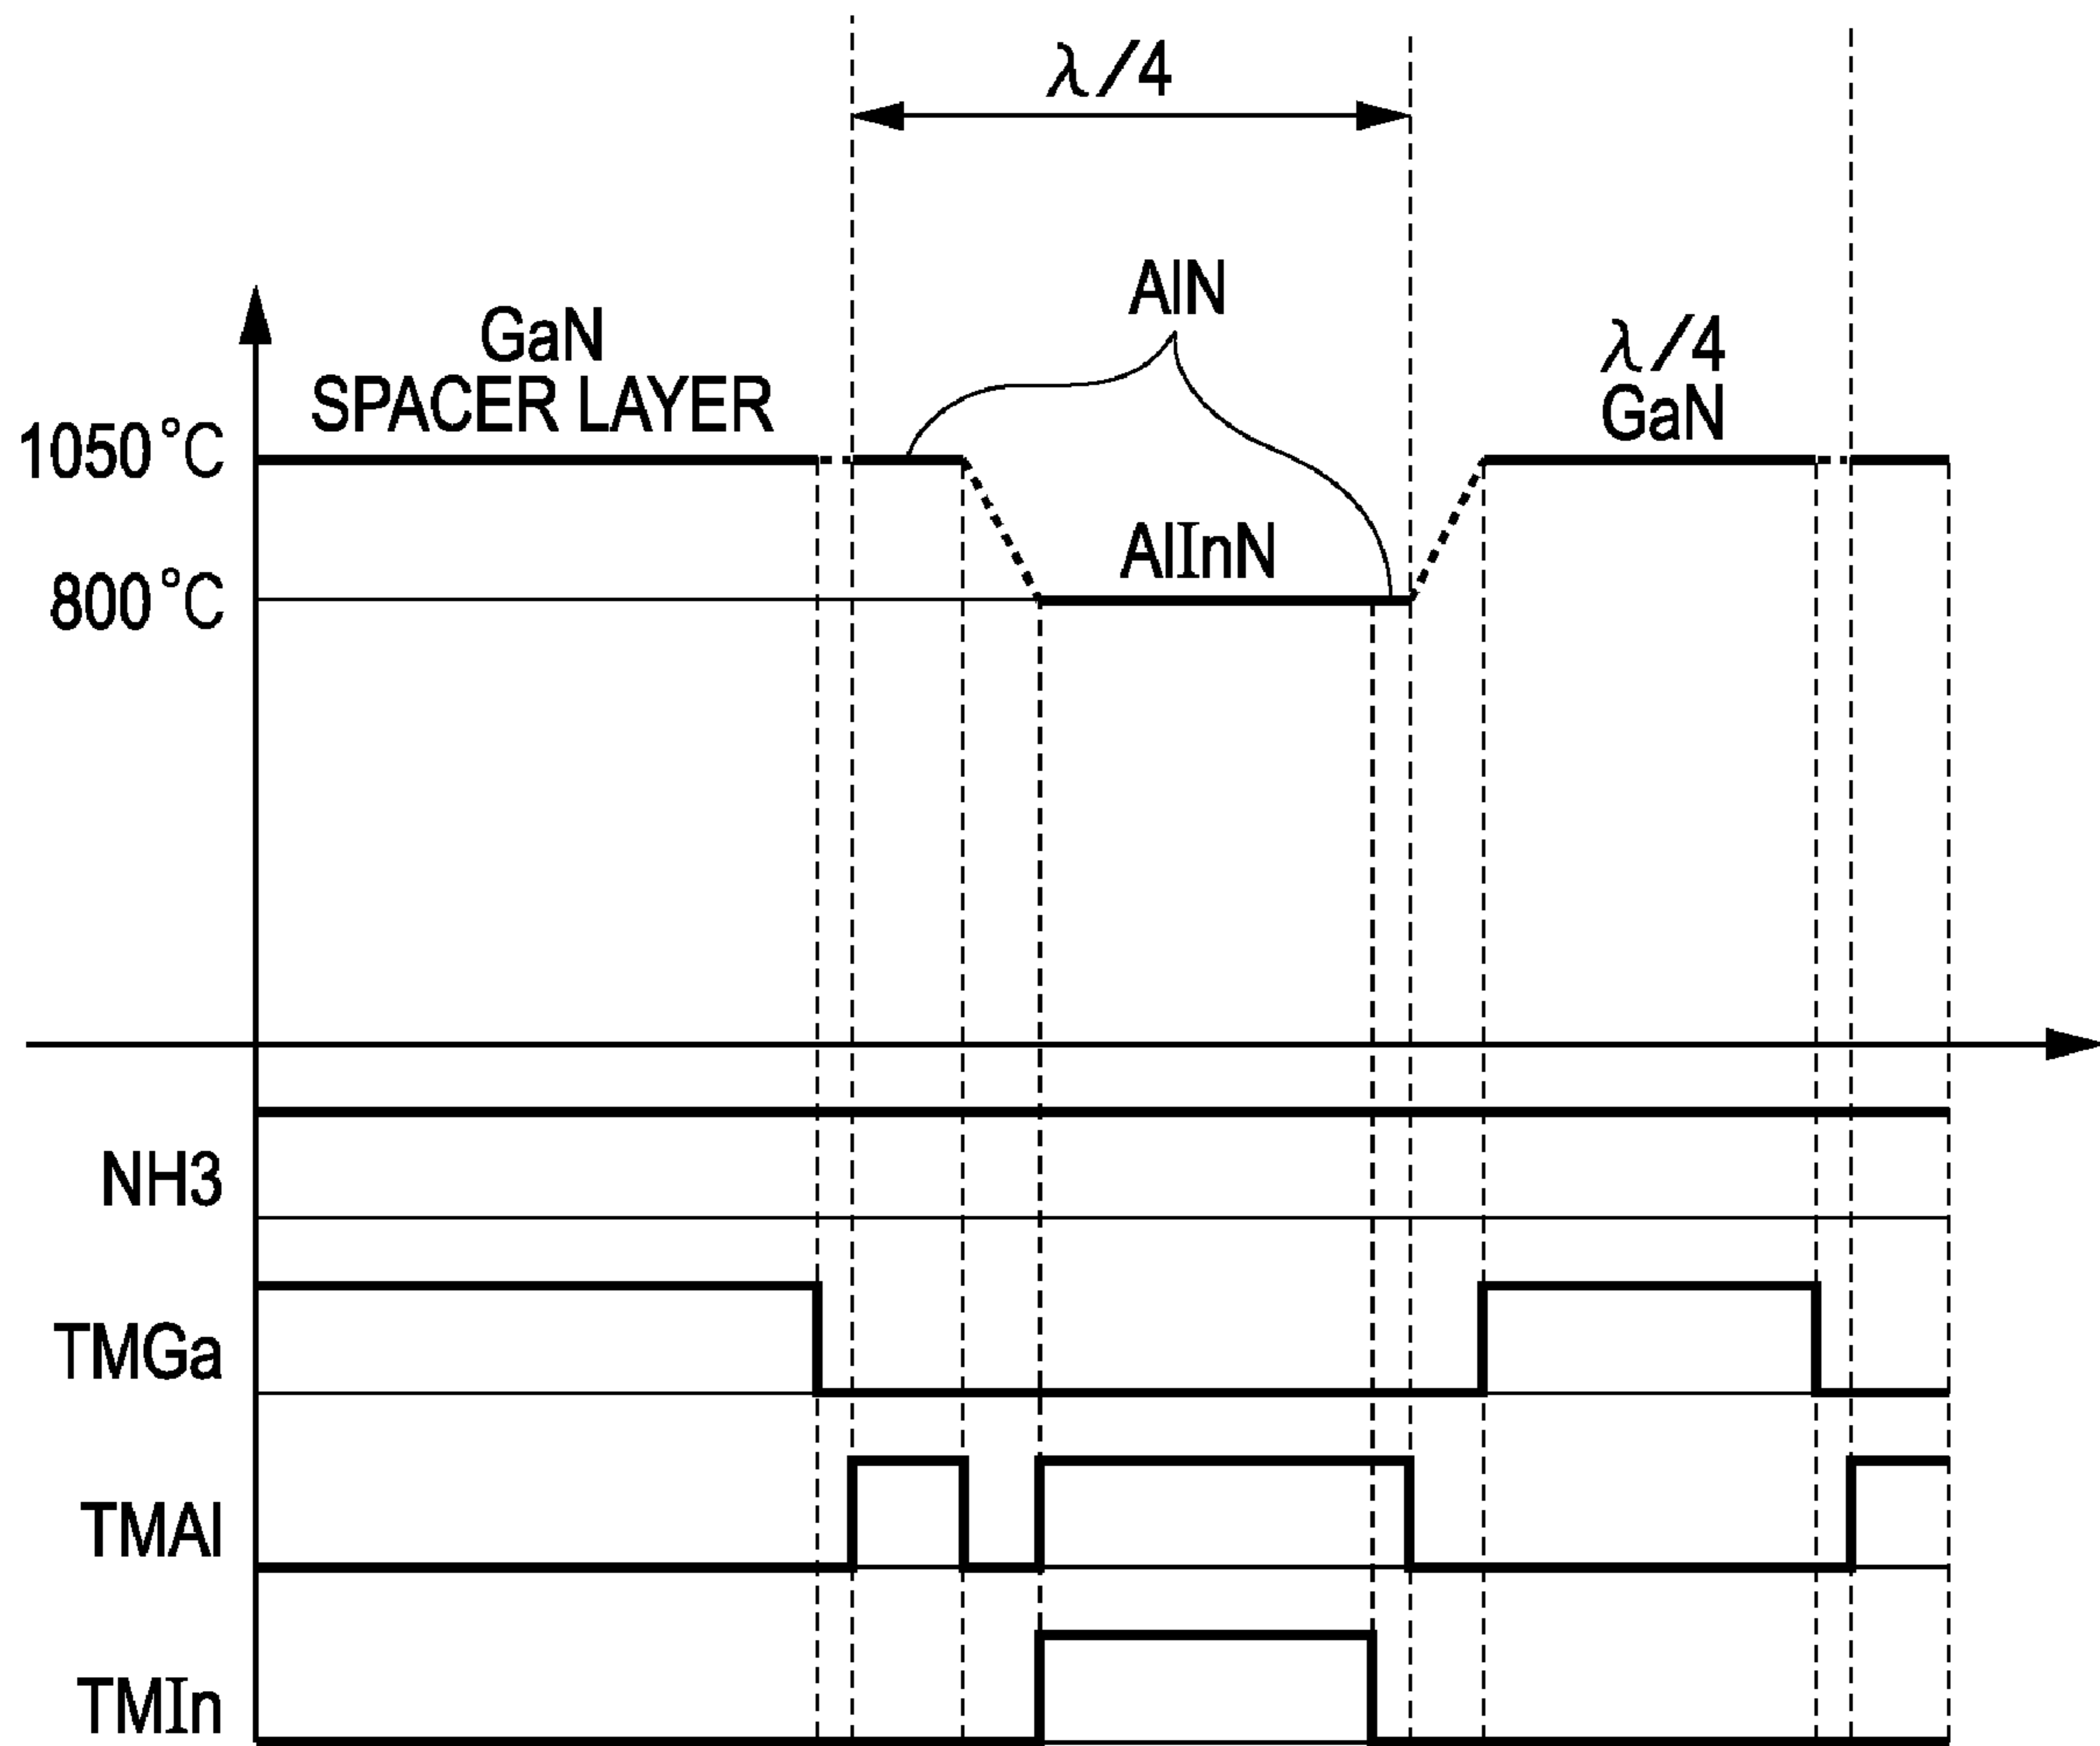 λ/4
AlN
GaN
SPACER LAYER
λ/4
GaN
1050°C
AlInN
800°C
NH3
TMGa
TMAl
TMIn